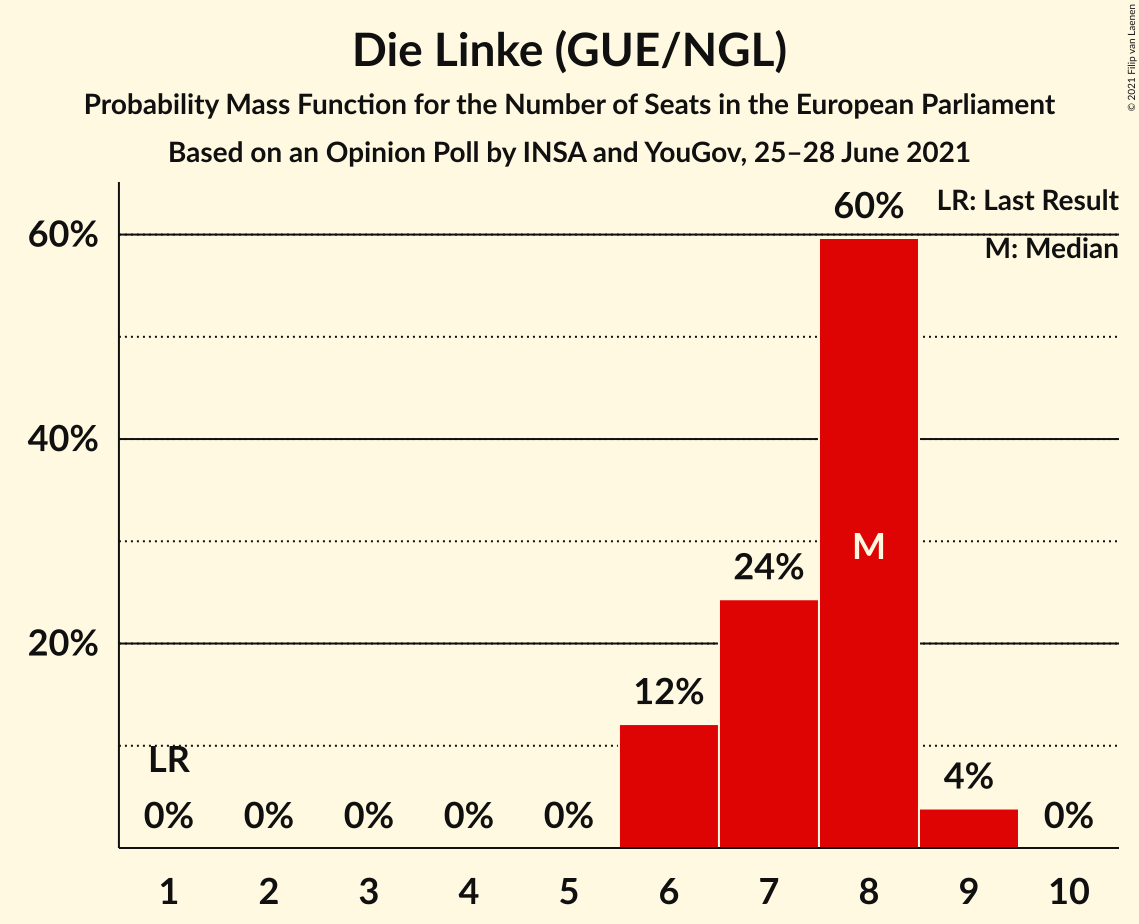 Die Linke (GUE/NGL)
Probability Mass Function for the Number of Seats in the European Parliament
Based on an Opinion Poll by INSA and YouGov, 25–28 June 2021
© 2021 Filip van Laenen
LR: Last Result
M: Median
60%
40%
20%
LR
0%
0%
0%
0%
0%
12%
24%
60%
M
4%
0%
1 2 3 4 5 6 7 8 9 10